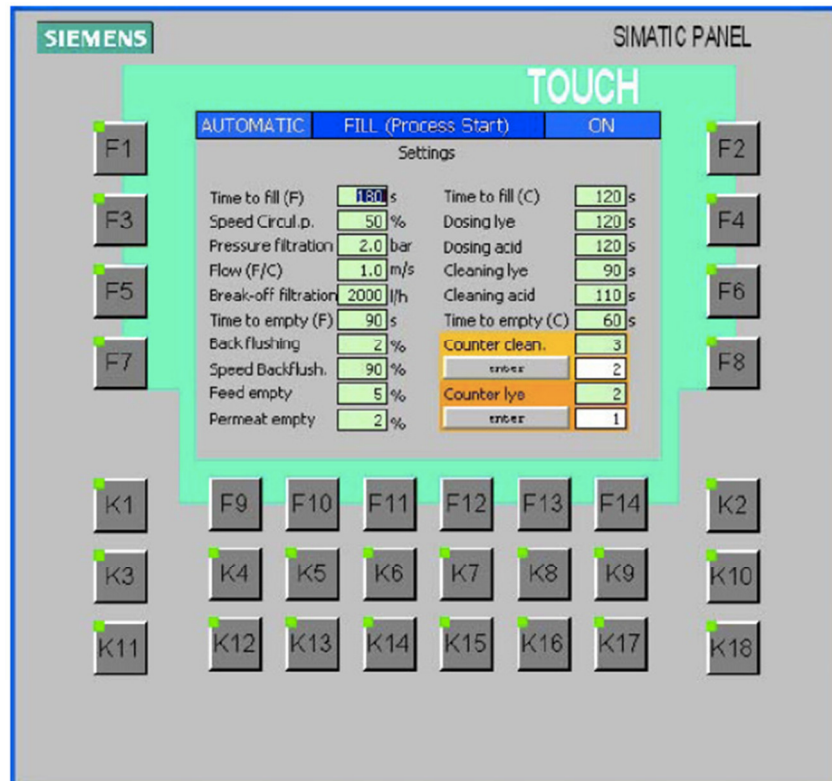 SIEMENS SIMATIC PANEL
TOUCH
AUTOMATIC FILL (Process Start) ON
Settings
Time to fill (F) 180 s Time to fill (C) 120 s
Speed Circul.p. 50 % Dosing lye 120 s
Pressure filtration 2.0 bar Dosing acid 120 s
Flow (F/C) 1.0 m/s Cleaning lye 90 s
Break-off filtration 2000 l/h Cleaning acid 110 s
Time to empty (F) 90 s Time to empty (C) 60 s
Back flushing 2 % Counter clean. 3
Speed Backflush. 90 % enter 2
Feed empty 5 % Counter lye 2
Permeat empty 2 % enter 1
F1 F2
F3 F4
F5 F6
F7 F8
K1 F9 F10 F11 F12 F13 F14 K2
K3 K4 K5 K6 K7 K8 K9 K10
K11 K12 K13 K14 K15 K16 K17 K18